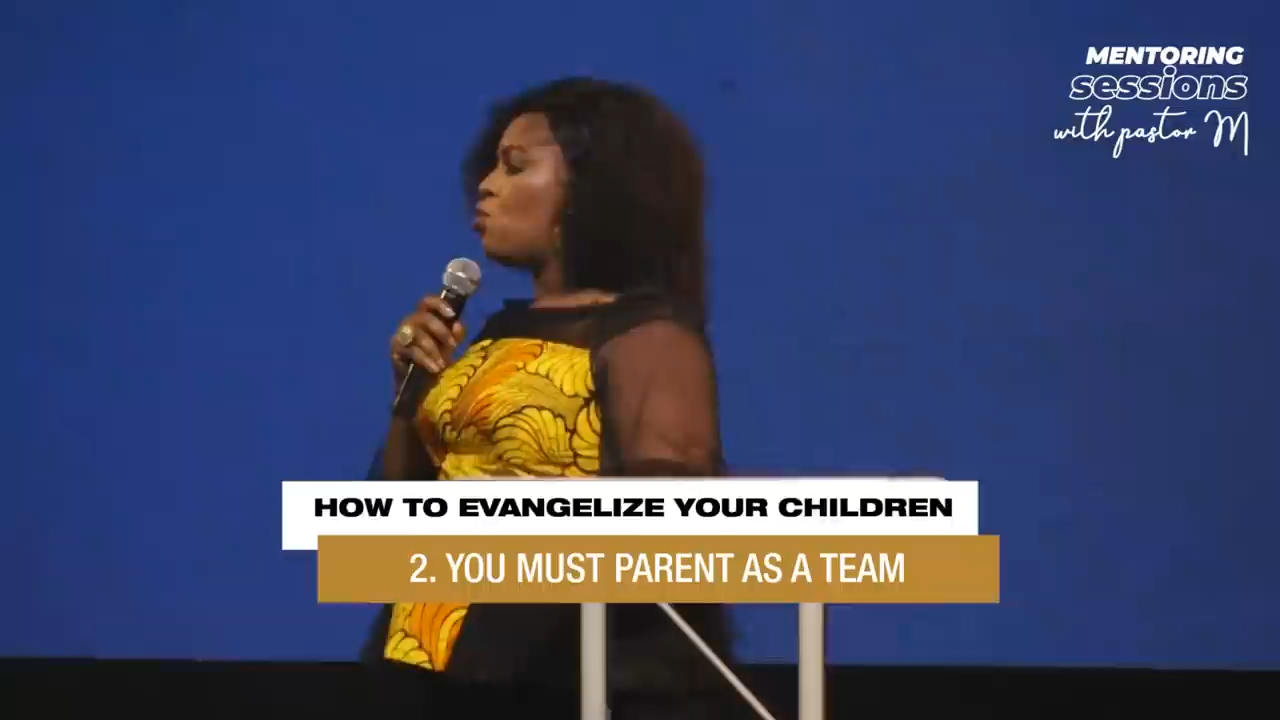 MENTORING
sessions
with pastor M
HOW TO EVANGELIZE YOUR CHILDREN
2. YOU MUST PARENT AS A TEAM